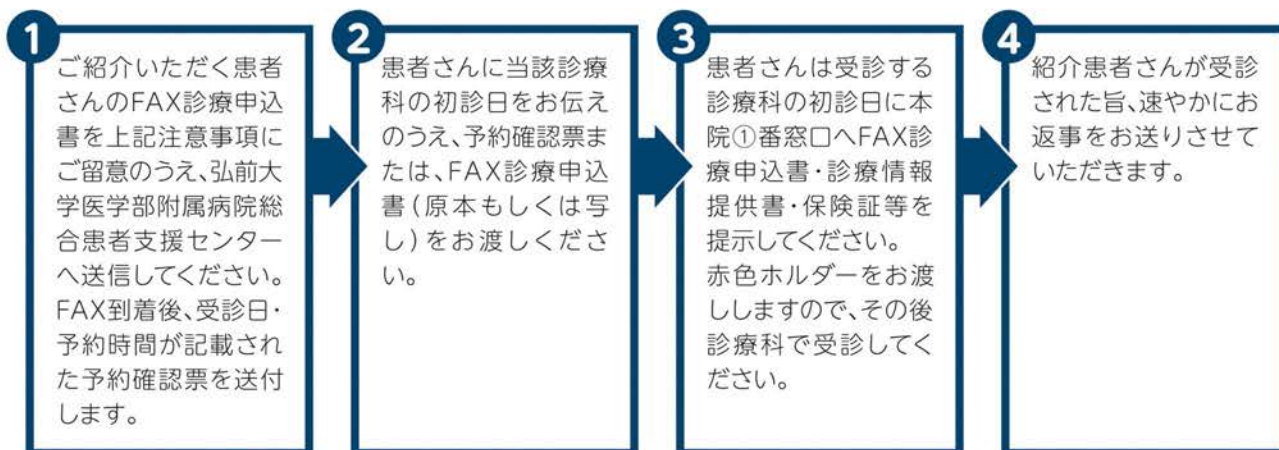 1
ご紹介いただく患者
さんのFAX診療申込
書を上記注意事項に
ご留意のうえ、弘前大
学医学部附属病院総
合患者支援センター
へ送信してください。
FAX到着後、受診日・
予約時間が記載され
た予約確認票を送付
します。
2
患者さんに当該診療
科の初診日をお伝え
のうえ、予約確認票ま
たは、FAX診療申込
書(原本もしくは写
し)をお渡しくださ
い。
3
患者さんは受診する
診療科の初診日に本
院①番窓口へFAX診
療申込書・診療情報
提供書・保険証等を
提示してください。
赤色ホルダーをお渡
ししますので、その後
診療科で受診してく
ださい。
4
紹介患者さんが受診
された旨、速やかにお
返事をお送りさせて
いただきます。